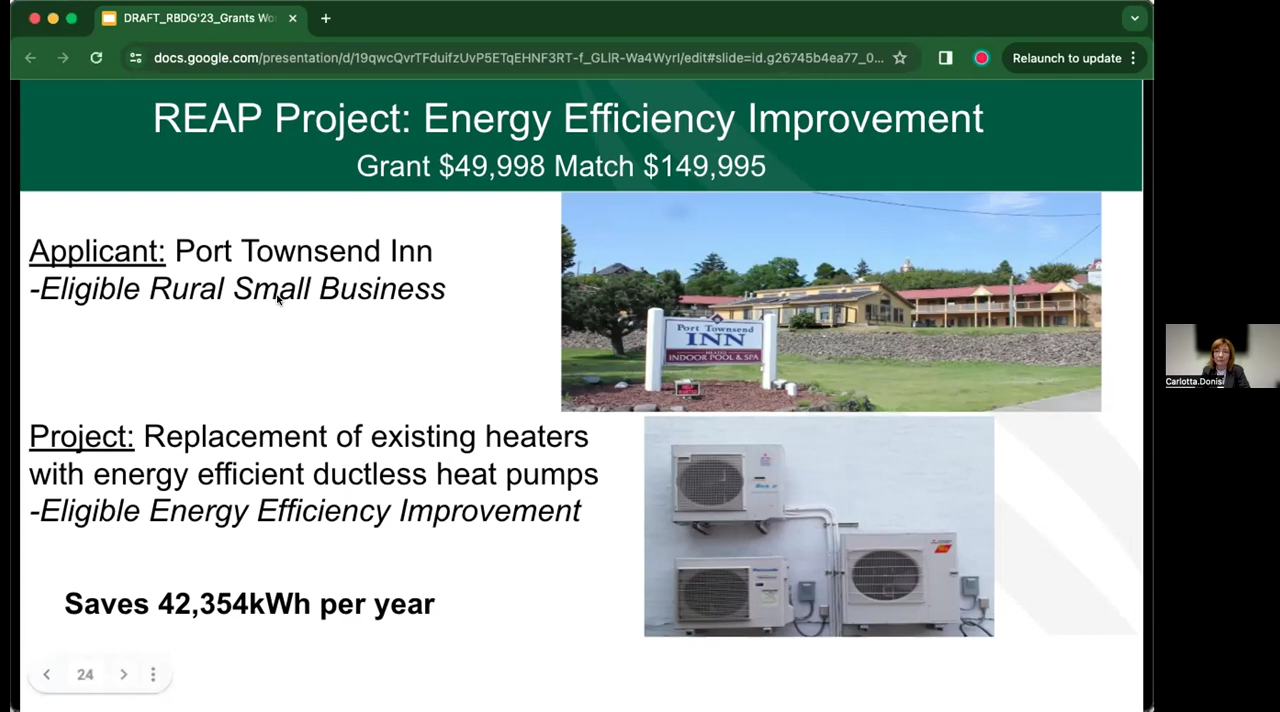 DRAFT_RBDG'23_Grants Wo
docs.google.com/presentation/d/19qwcQvrTFduifzUvP5ETqEHNF3RT-f_GLlR-Wa4WyrI/edit#slide=id.g26745b4ea77_0...
Relaunch to update
REAP Project: Energy Efficiency Improvement
Grant $49,998 Match $149,995
Applicant: Port Townsend Inn
-Eligible Rural Small Business
Port Townsend
INN
HEATED
INDOOR POOL & SPA
Project: Replacement of existing heaters
with energy efficient ductless heat pumps
-Eligible Energy Efficiency Improvement
Saves 42,354kWh per year
24
Carlotta.Donisi